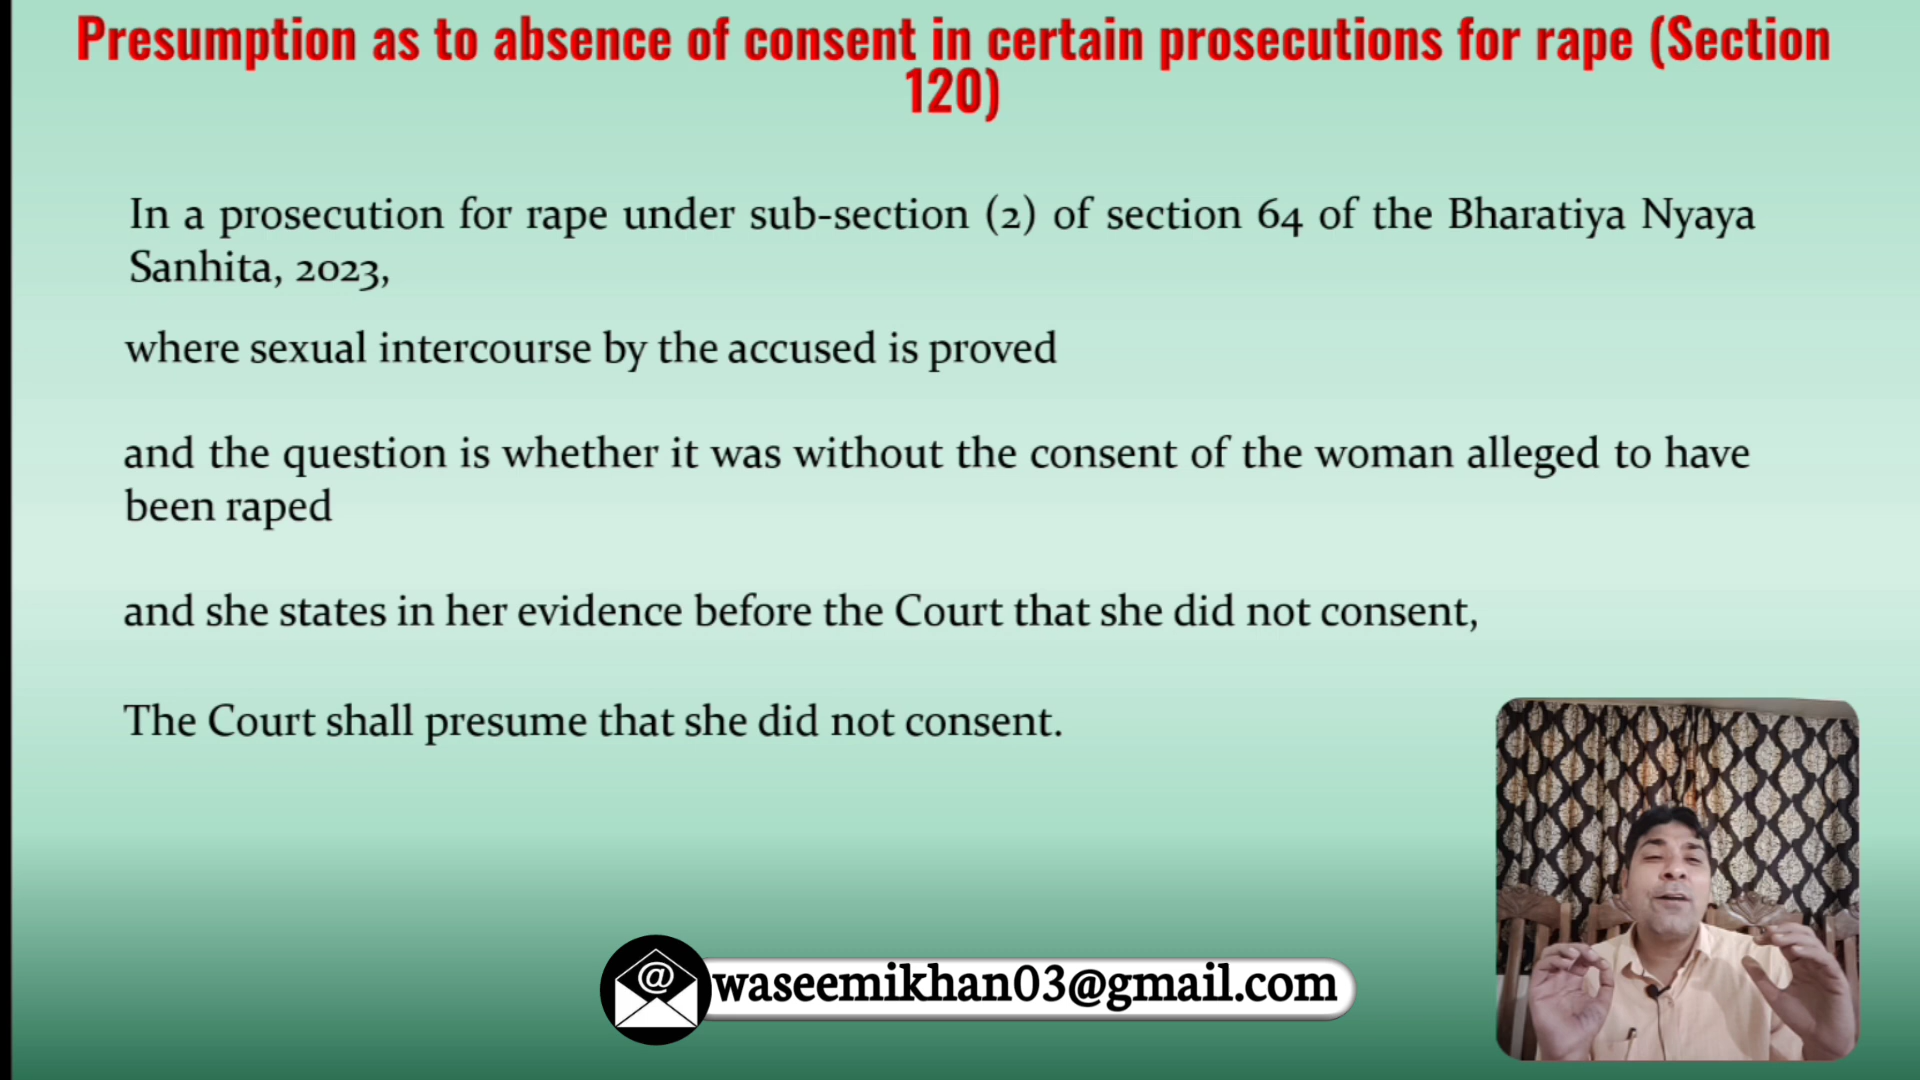 Presumption as to absence of consent in certain prosecutions for rape (Section
120)
In a prosecution for rape under sub-section (2) of section 64 of the Bharatiya Nyaya
Sanhita, 2023,
where sexual intercourse by the accused is proved
and the question is whether it was without the consent of the woman alleged to have
been raped
and she states in her evidence before the Court that she did not consent,
The Court shall presume that she did not consent.
@
waseemikhan03@gmail.com